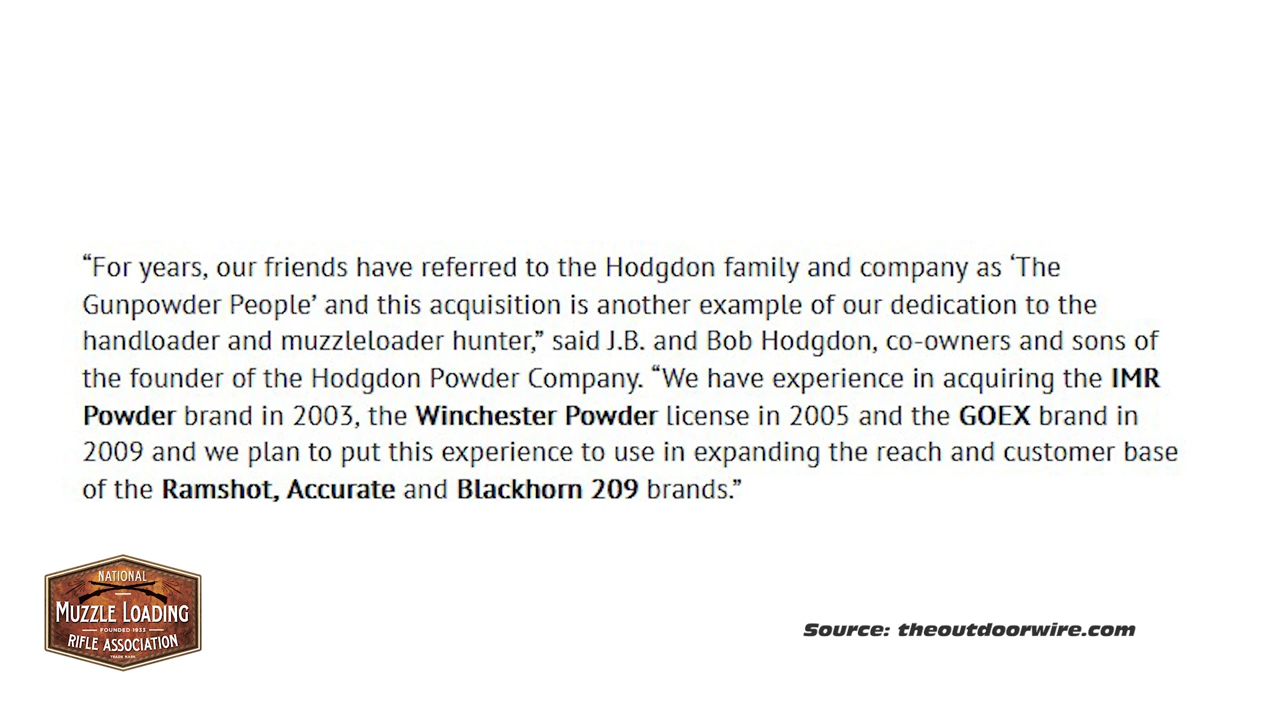 “For years, our friends have referred to the Hodgdon family and company as ‘The
Gunpowder People’ and this acquisition is another example of our dedication to the
handloader and muzzleloader hunter,” said J.B. and Bob Hodgdon, co-owners and sons of
the founder of the Hodgdon Powder Company. “We have experience in acquiring the IMR
Powder brand in 2003, the Winchester Powder license in 2005 and the GOEX brand in
2009 and we plan to put this experience to use in expanding the reach and customer base
of the Ramshot, Accurate and Blackhorn 209 brands.”
NATIONAL
MUZZLE LOADING
FOUNDED 1933
RIFLE ASSOCIATION
TRADE MARK
Source: theoutdoorwire.com